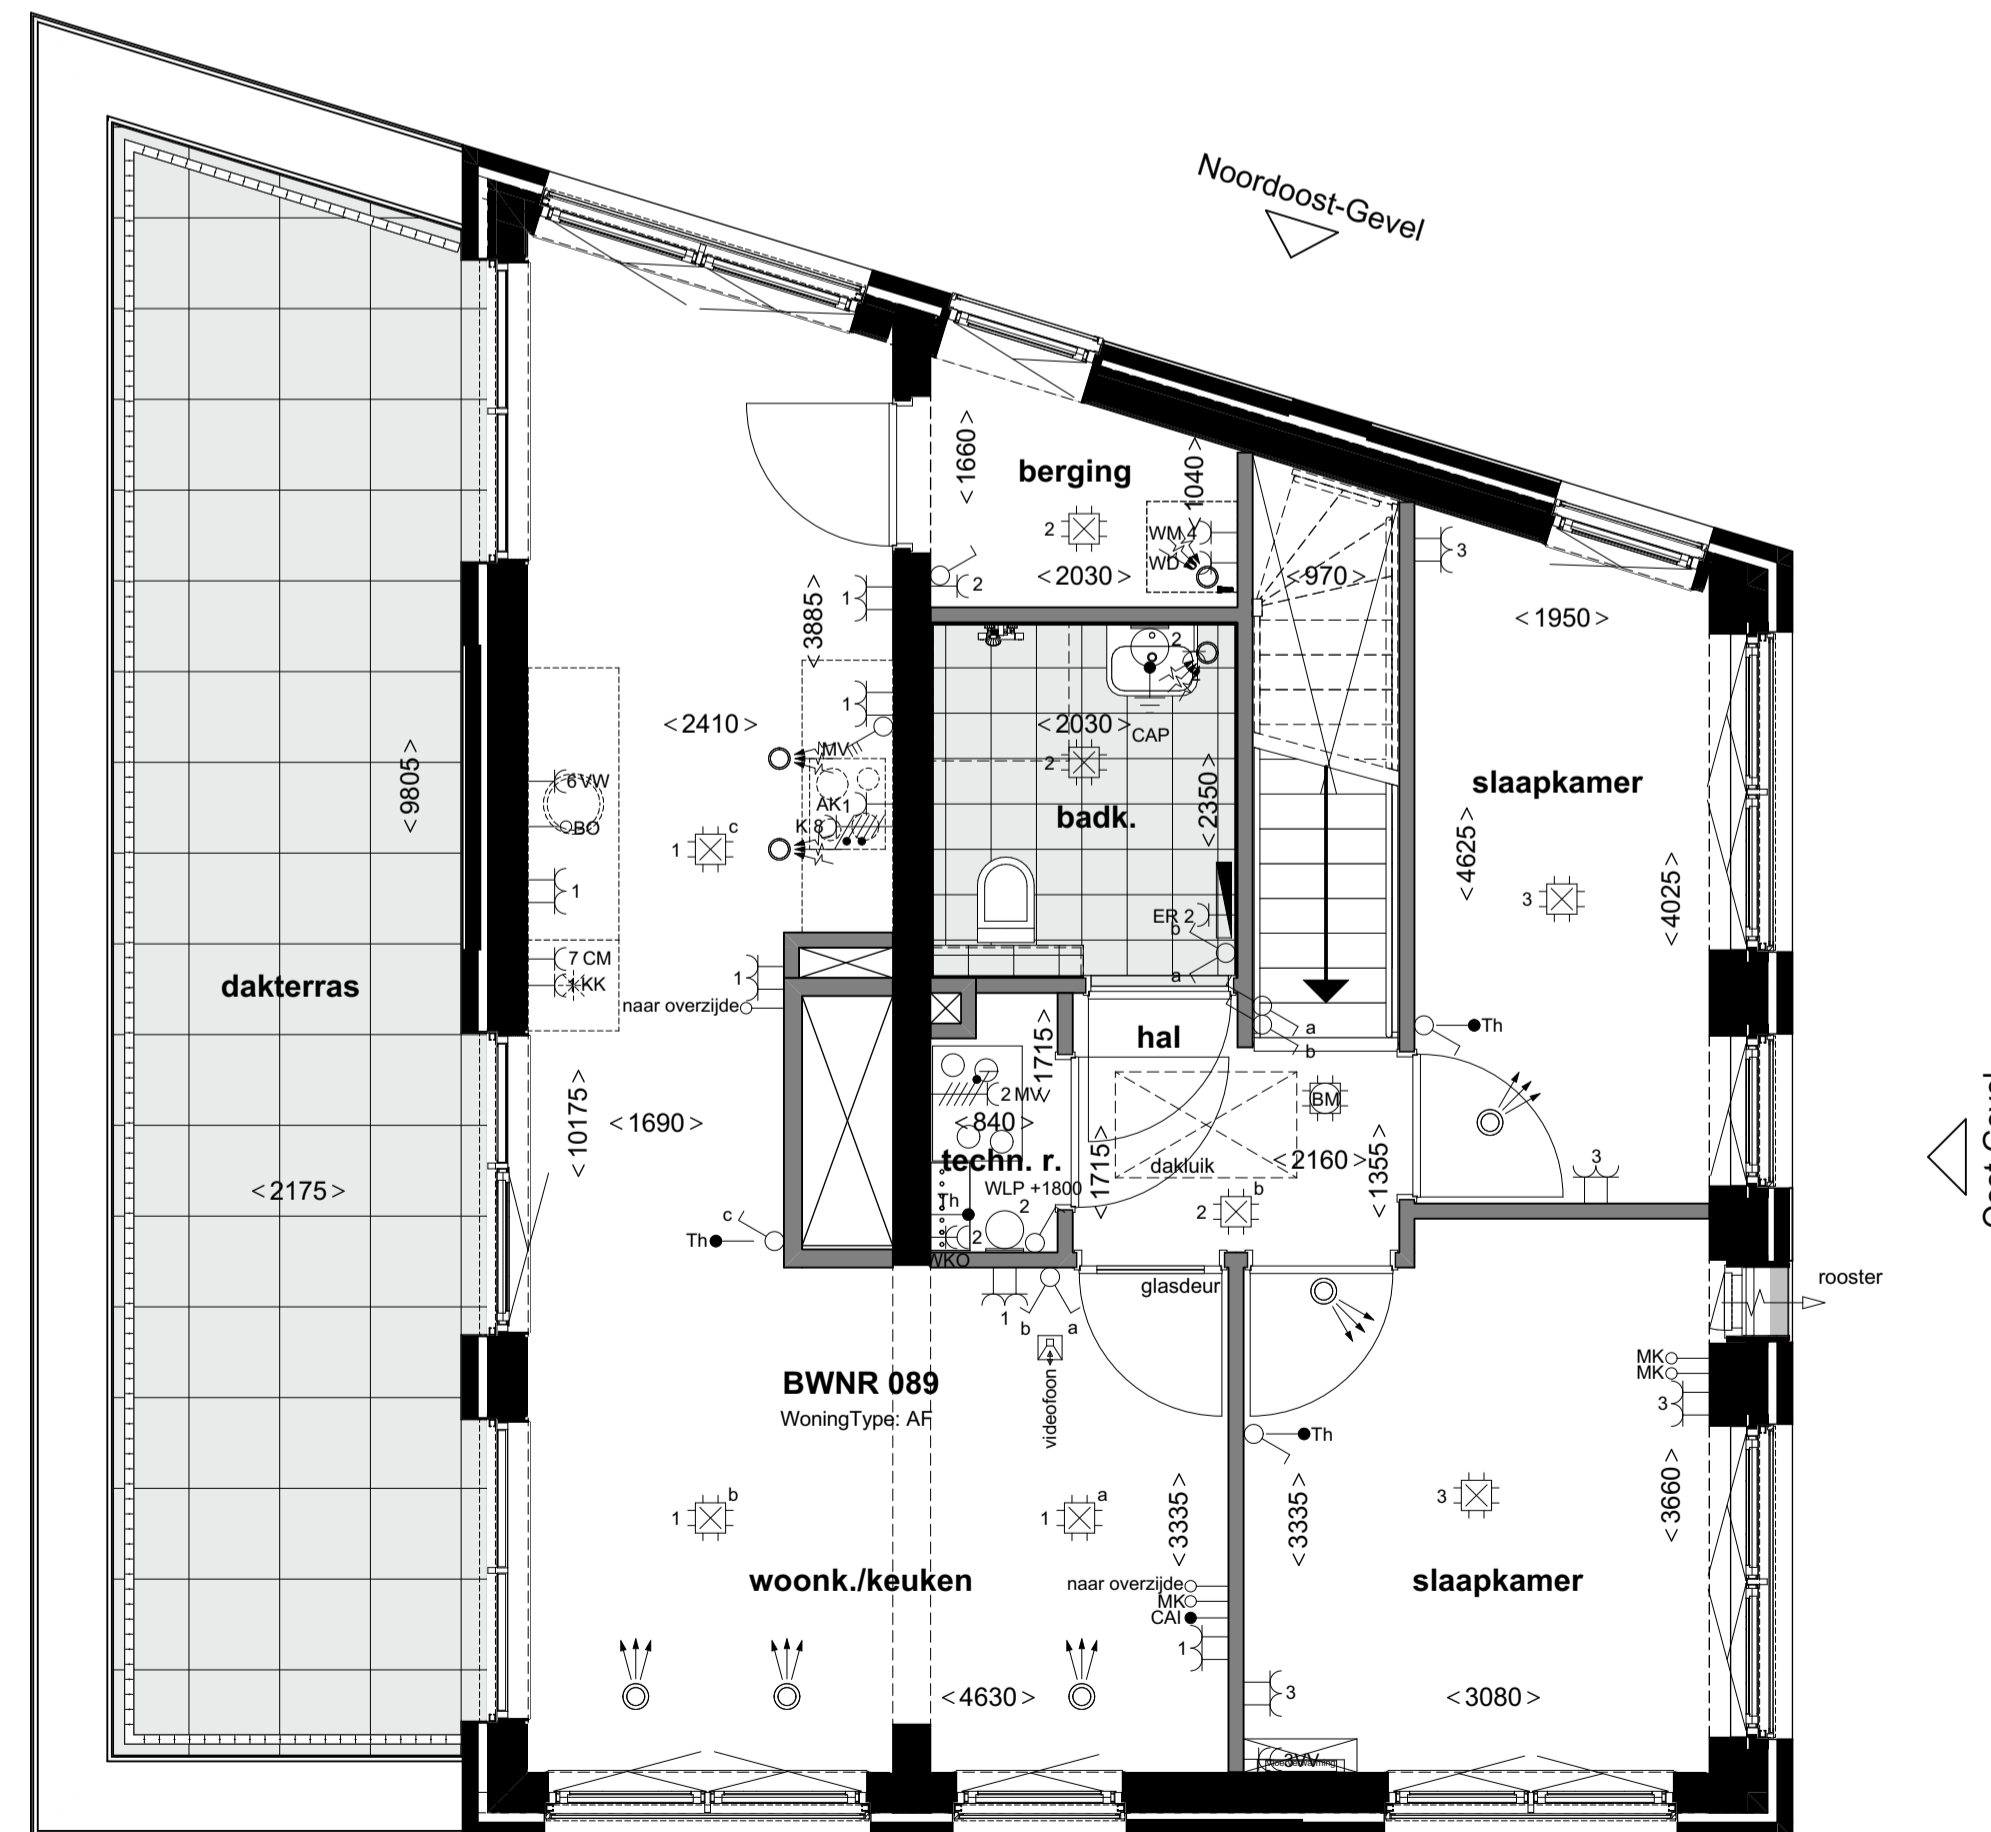 Noordoost-Gevel
<1660>
berging
<1040>
2
WM 4
WD
<2030>
<970>
3
<1950>
2
1
<3885>
2
1
<2410>
<2030>
CAP
MV
2
slaapkamer
6 VW
<9805>
AK1
badk.
<2350>
BO
K 8
c
1
<4625>
<4025>
1
3
ER 2
b
7 CM
1
a
KK
dakterras
naar overzijde
<1715>
hal
a
b
Th
2 MV
BM
<10175>
<1690>
<840>
techn. r.
dakluik
<2160>
<1355>
3
<1715>
<2175>
WLP +1800
Th
2
b
2
c
Th
2
WKO
glasdeur
rooster
1
b
a
MK
MK
BWNR 089
3
WoningType: AF
videofoon
Th
b
1
a
1
3
<3335>
<3335>
<3660>
woonk./keuken
slaapkamer
naar overzijde
MK
CAI
1
3
<4630>
<3080>
3VV